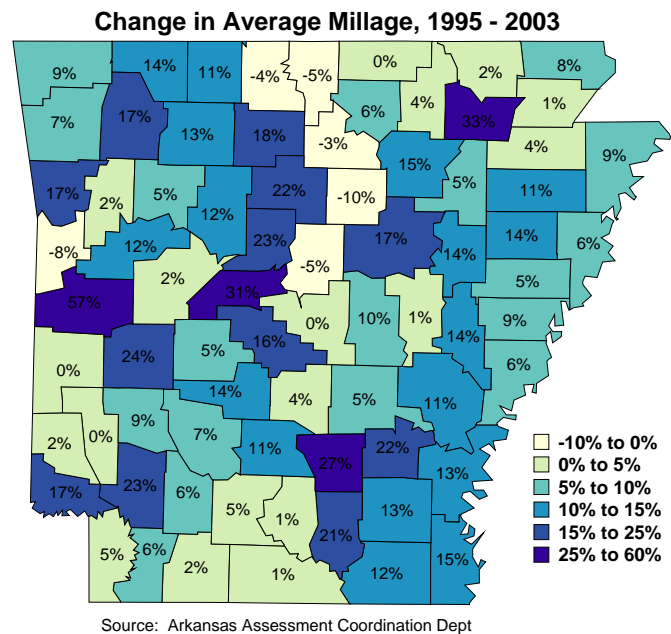 Change in Average Millage, 1995 - 2003
9% 14% 11% -4% -5% 0% 2% 8%
7% 17% 13% 18% -3% 6% 4% 33% 1%
17% 2% 5% 12% 22% -10% 15% 5% 4% 11% 9%
-8% 12% 2% 23% -5% 17% 14% 14% 6%
57% 31% 0% 10% 1% 14% 5% 9%
0% 24% 5% 16% 6%
14% 4% 5% 11%
2% 0% 9% 7% 11% 27% 22% 13%
17% 23% 6% 5% 1% 21% 13%
5% 6% 2% 1% 12% 15%
-10% to 0%
0% to 5%
5% to 10%
10% to 15%
15% to 25%
25% to 60%
Source: Arkansas Assessment Coordination Dept